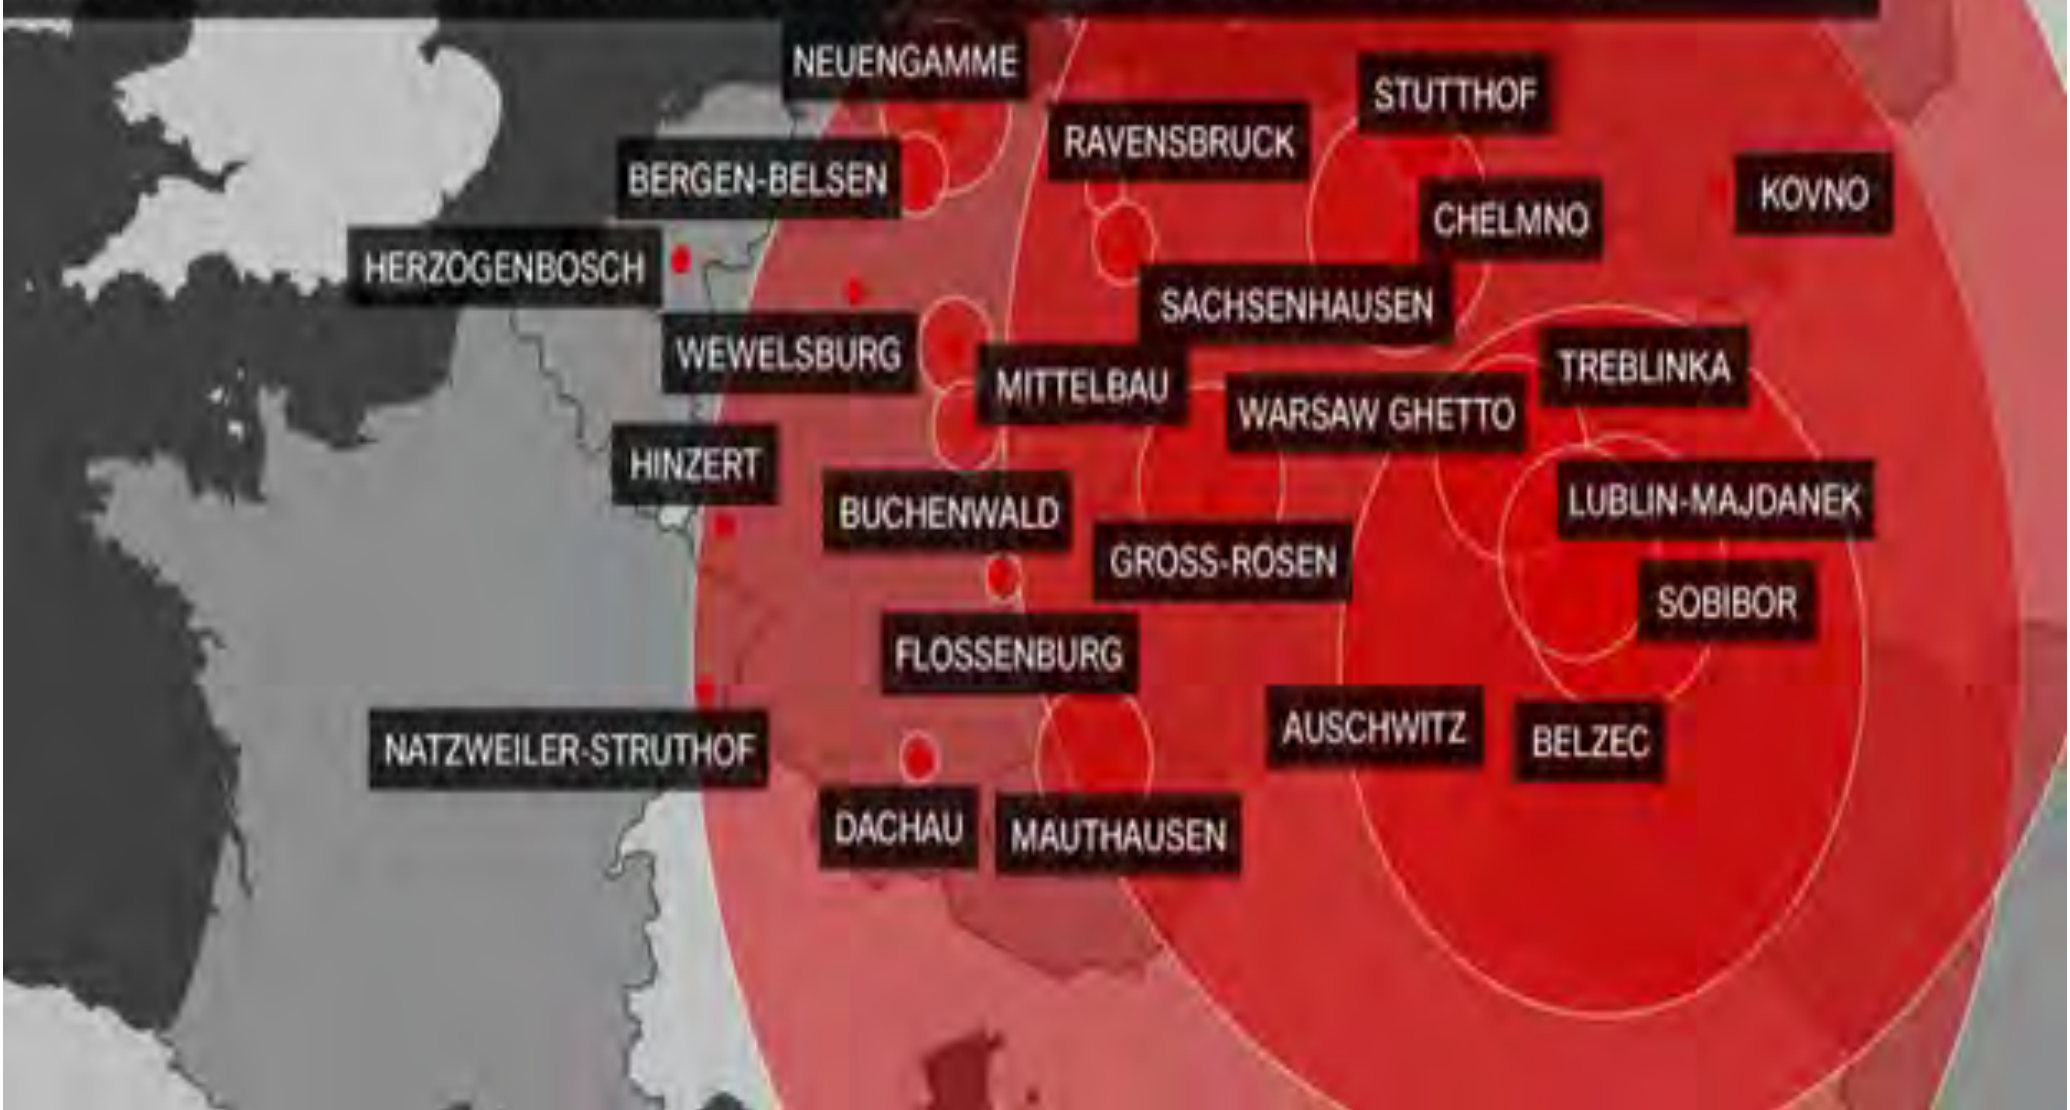 NEUENGAMME
STUTTHOF
RAVENSBRUCK
BERGEN-BELSEN
KOVNO
CHELMNO
HERZOGENBOSCH
SACHSENHAUSEN
WEWELSBURG
TREBLINKA
MITTELBAU
WARSAW GHETTO
HINZERT
LUBLIN-MAJDANEK
BUCHENWALD
GROSS-ROSEN
SOBIBOR
FLOSSENBURG
AUSCHWITZ
BELZEC
NATZWEILER-STRUTHOF
DACHAU
MAUTHAUSEN